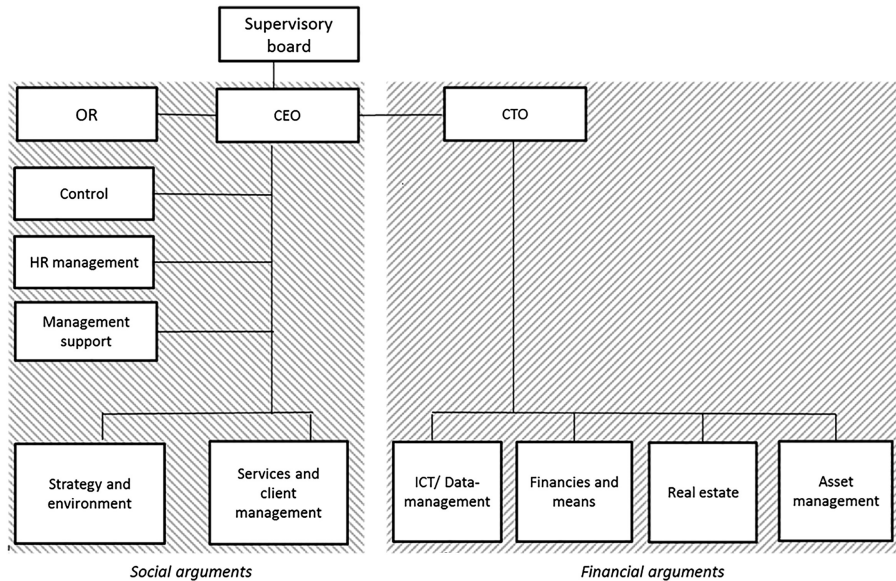 Supervisory
board
OR
CEO
CTO
Control
HR management
Management
support
Strategy and
environment
Services and
client
management
ICT/ Data-
management
Financies and
means
Real estate
Asset
management
Social arguments
Financial arguments